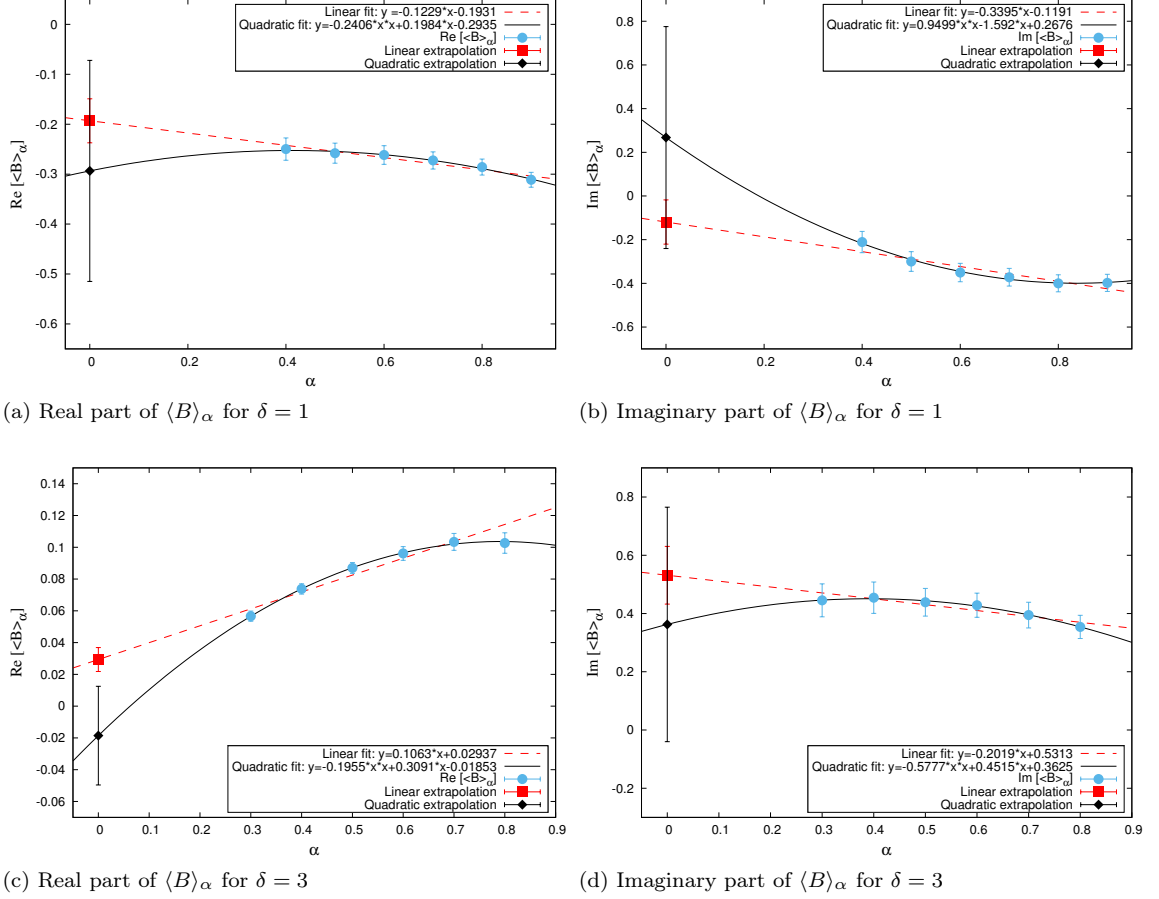 Linear fit: y =-0.1229*x-0.1931
Quadratic fit: y=-0.2406*x*x+0.1984*x-0.2935
Re [<B>α]
Linear extrapolation
Quadratic extrapolation
0
-0.1
-0.2
-0.3
-0.4
-0.5
-0.6
Re [<B>α]
0 0.2 0.4 0.6 0.8
α
(a) Real part of ⟨B⟩α for δ = 1
Linear fit: y=-0.3395*x-0.1191
Quadratic fit: y=0.9499*x*x-1.592*x+0.2676
Im [<B>α]
Linear extrapolation
Quadratic extrapolation
0.8
0.6
0.4
0.2
0
-0.2
-0.4
-0.6
Im [<B>α]
0 0.2 0.4 0.6 0.8
α
(b) Imaginary part of ⟨B⟩α for δ = 1
0.14
0.12
0.1
0.08
0.06
0.04
0.02
0
-0.02
-0.04
-0.06
Re [<B>α]
Linear fit: y=0.1063*x+0.02937
Quadratic fit: y=-0.1955*x*x+0.3091*x-0.01853
Re [<B>α]
Linear extrapolation
Quadratic extrapolation
0 0.1 0.2 0.3 0.4 0.5 0.6 0.7 0.8 0.9
α
(c) Real part of ⟨B⟩α for δ = 3
0.8
0.6
0.4
0.2
0
-0.2
Im [<B>α]
Linear fit: y=-0.2019*x+0.5313
Quadratic fit: y=-0.5777*x*x+0.4515*x+0.3625
Im [<B>α]
Linear extrapolation
Quadratic extrapolation
0 0.1 0.2 0.3 0.4 0.5 0.6 0.7 0.8 0.9
α
(d) Imaginary part of ⟨B⟩α for δ = 3